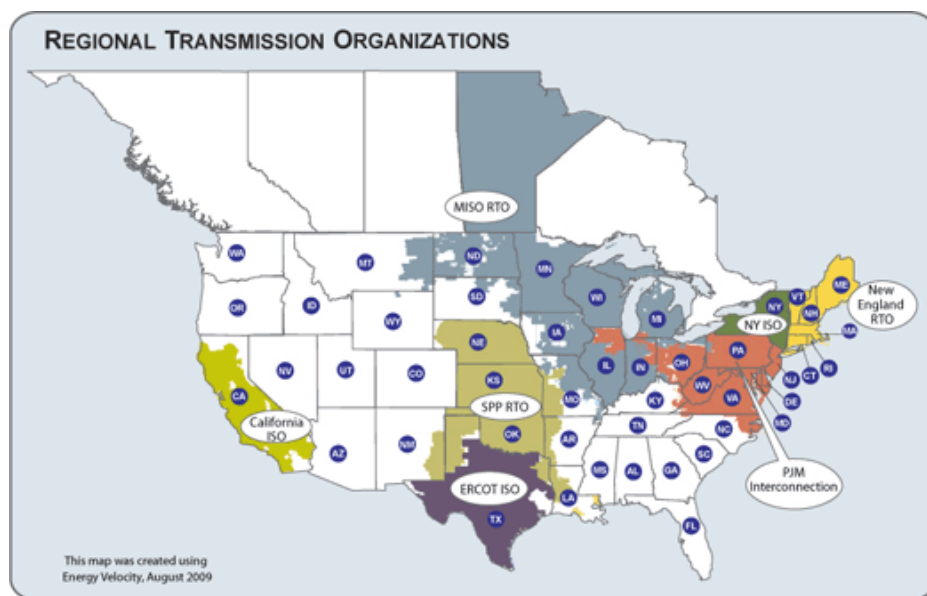 REGIONAL TRANSMISSION ORGANIZATIONS
MISO RTO
WA
MT
ND
MN
OR
ID
SD
WI
MI
NY
VT
ME
NH
New
England
RTO
MA
NY ISO
WY
IA
NE
PA
NV
UT
CO
IL
IN
OH
NJ
CT
RI
CA
KS
MO
WV
VA
DE
MD
California
ISO
SPP RTO
KY
AZ
NM
OK
AR
TN
NC
SC
MS
AL
GA
PJM
Interconnection
ERCOT ISO
LA
TX
FL
This map was created using
Energy Velocity, August 2009